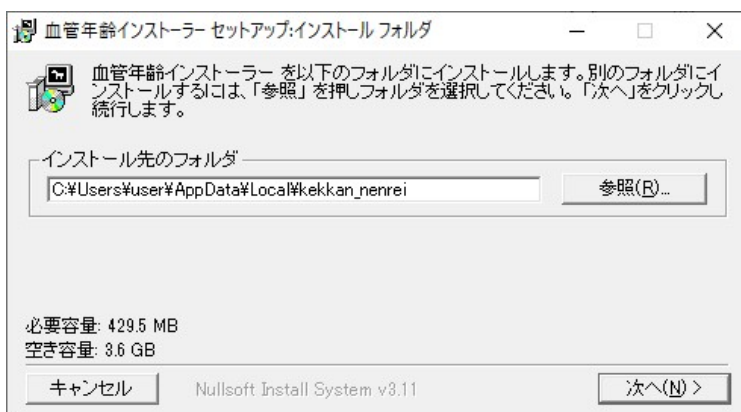 血管年齢インストーラー セットアップ:インストール フォルダ
血管年齢インストーラー を以下のフォルダにインストールします。別のフォルダにイ
ンストールするには、「参照」 を押しフォルダを選択してください。 「次へ」をクリックし
続行します。
インストール先のフォルダ
C:¥Users¥user¥AppData¥Local¥kekkan_nenrei
参照(R)...
必要容量: 429.5 MB
空き容量: 3.6 GB
キャンセル
Nullsoft Install System v3.11
次へ(N) >